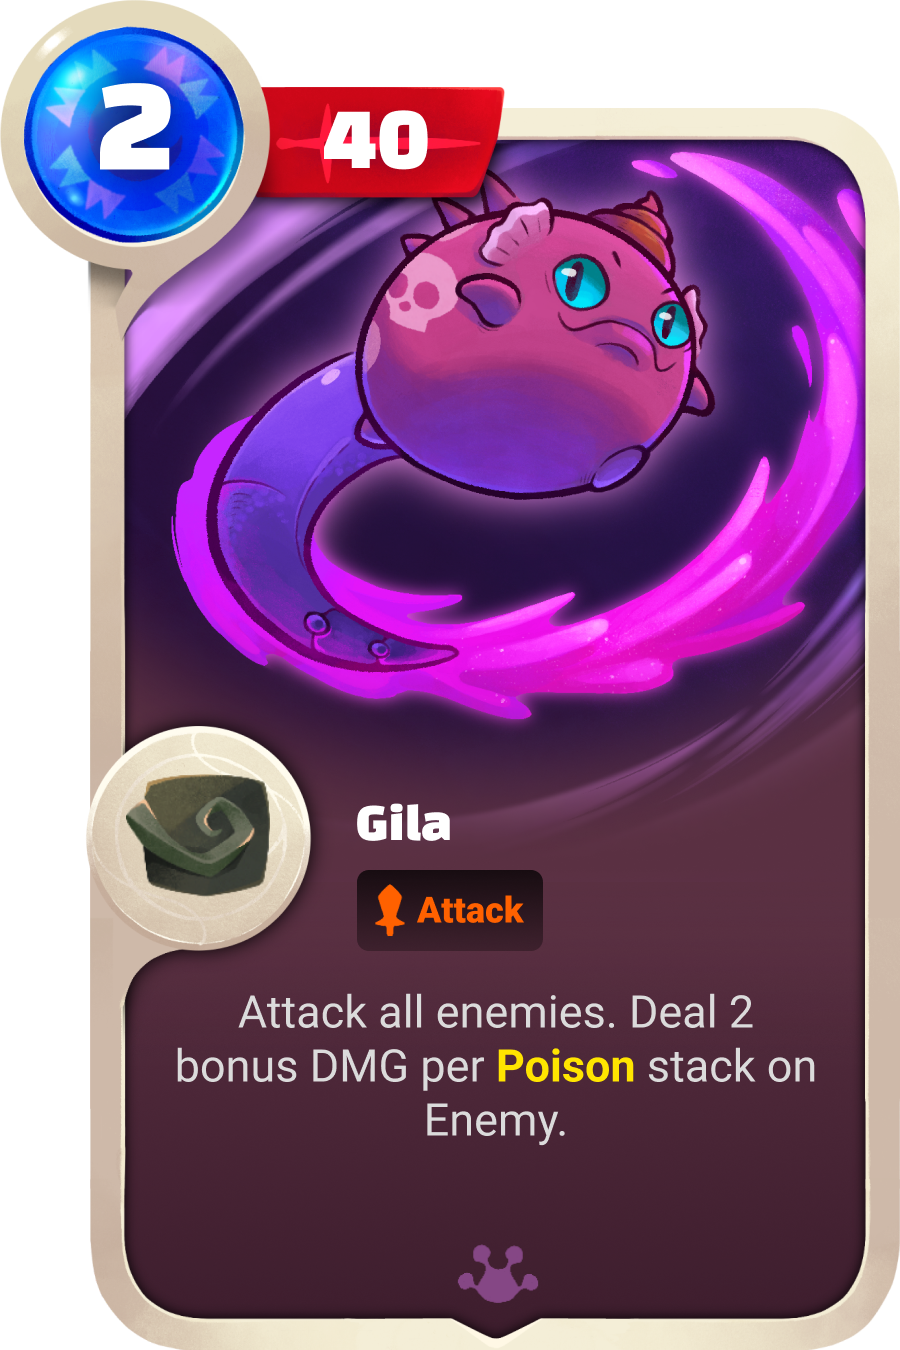 2
40
Gila
Attack
Attack all enemies. Deal 2
bonus DMG per Poison stack on
Enemy.